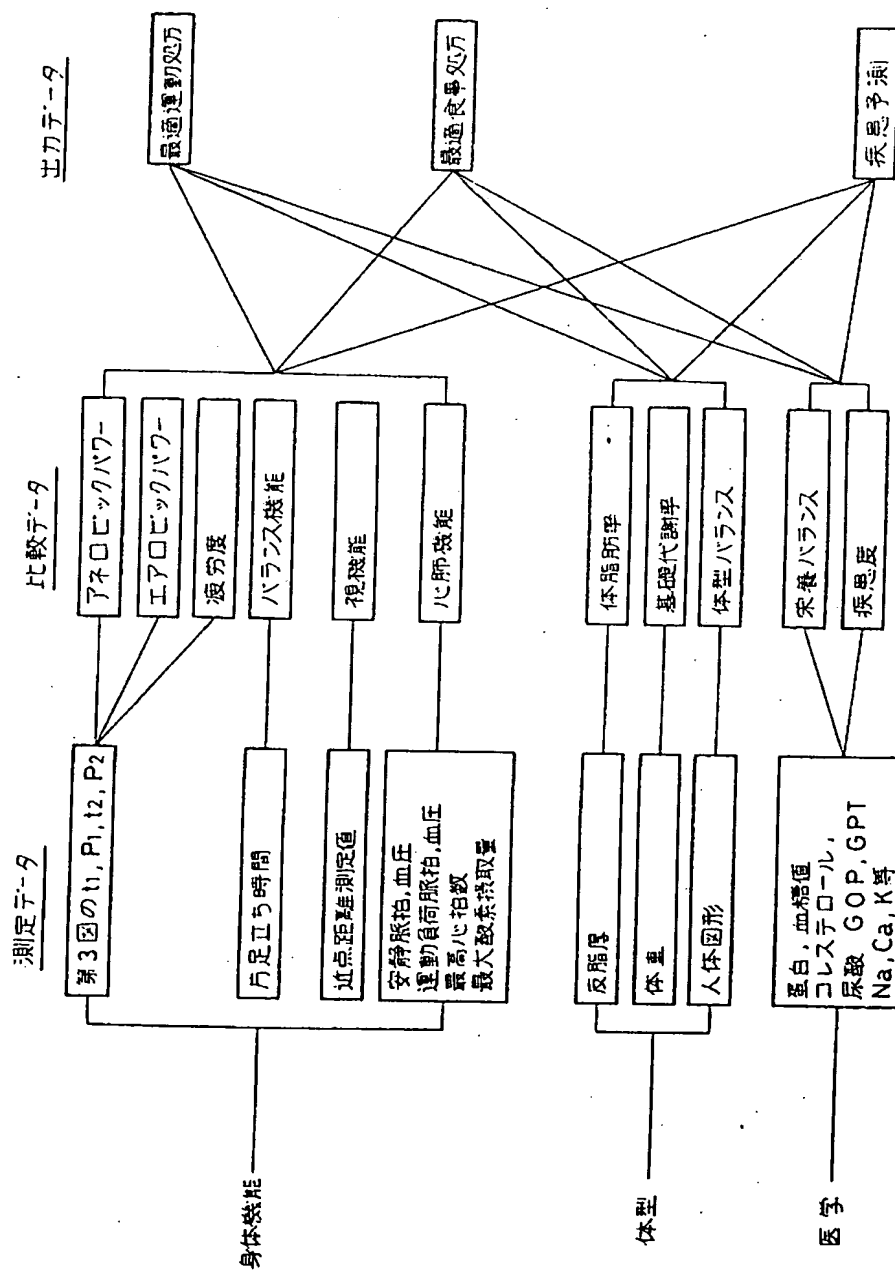 測定データ
比較データ
出力データ
身体機能
第3図のt1, P1, t2, P2
片足立ち時間
近点距離測定値
安静脈拍,血圧
運動負荷脈拍,血圧
最高心拍数
最大酸素摂取量
アネロビックパワー
エアロビックパワー
疲労度
バランス機能
視機能
心肺機能
体型
皮脂厚
体重
人体図形
体脂肪率
基礎代謝率
体型バランス
医学
蛋白,血糖値
コレステロール,
尿酸 GOP,GPT
Na,Ca,K等
栄養バランス
疾患度
最適運動処方
最適食事処方
疾患予測